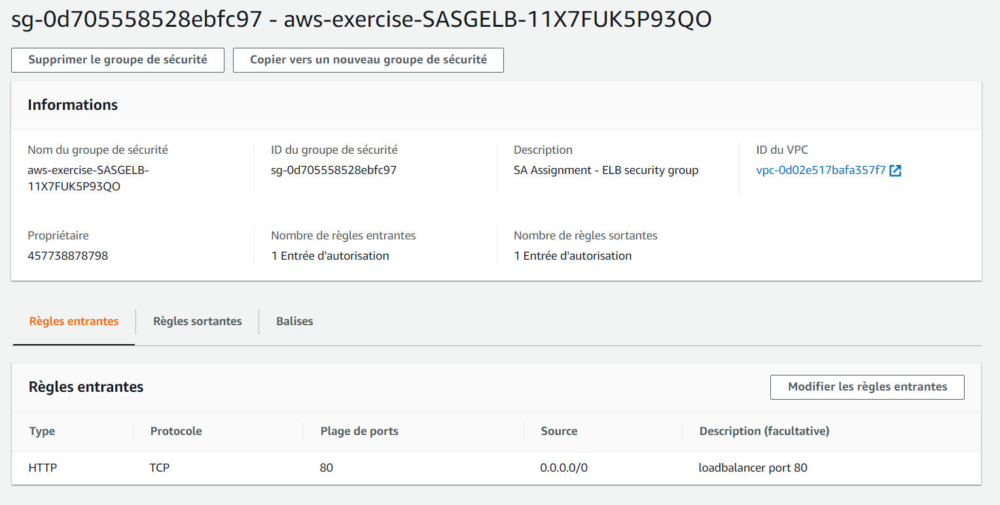 sg-0d705558528ebfc97 - aws-exercise-SASGELB-11X7FUK5P93QO
Supprimer le groupe de sécurité
Copier vers un nouveau groupe de sécurité
Informations
Nom du groupe de sécurité
aws-exercise-SASGELB-
11X7FUK5P93QO
ID du groupe de sécurité
sg-0d705558528ebfc97
Description
SA Assignment - ELB security group
ID du VPC
vpc-0d02e517bafa357f7
Propriétaire
457738878798
Nombre de règles entrantes
1 Entrée d'autorisation
Nombre de règles sortantes
1 Entrée d'autorisation
Règles entrantes
Règles sortantes
Balises
Règles entrantes
Modifier les règles entrantes
Type Protocole Plage de ports Source Description (facultative)
HTTP TCP 80 0.0.0.0/0 loadbalancer port 80